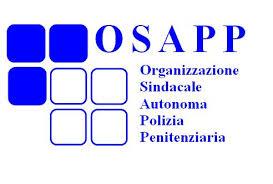 OSAPP
Organizzazione
Sindacale
Autonoma
Polizia
Penitenziaria